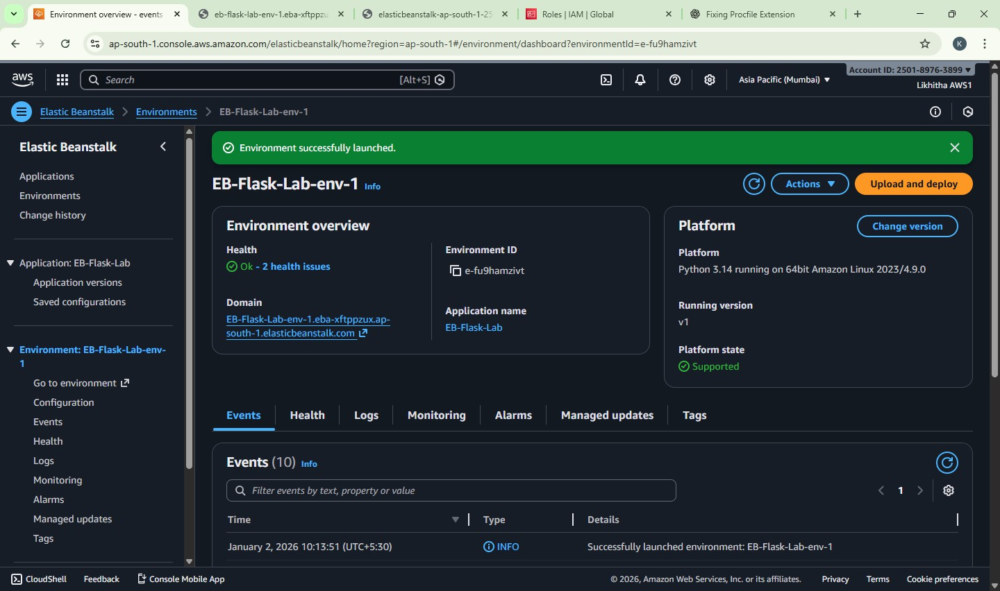 Environment overview - events
eb-flask-lab-env-1.eba-xftppzu
elasticbeanstalk-ap-south-1-25
Roles | IAM | Global
Fixing Procfile Extension
ap-south-1.console.aws.amazon.com/elasticbeanstalk/home?region=ap-south-1#/environment/dashboard?environmentId=e-fu9hamzivt
K
aws
Search
[Alt+S]
Asia Pacific (Mumbai)
Account ID: 2501-8976-3899
Likhitha AWS1
Elastic Beanstalk
Environments
EB-Flask-Lab-env-1
Elastic Beanstalk
Applications
Environments
Change history
Application: EB-Flask-Lab
Application versions
Saved configurations
Environment: EB-Flask-Lab-env-
1
Go to environment
Configuration
Events
Health
Logs
Monitoring
Alarms
Managed updates
Tags
Environment successfully launched.
EB-Flask-Lab-env-1 Info
Actions
Upload and deploy
Environment overview
Health
Ok - 2 health issues
Domain
EB-Flask-Lab-env-1.eba-xftppzux.ap-
south-1.elasticbeanstalk.com
Environment ID
e-fu9hamzivt
Application name
EB-Flask-Lab
Platform
Change version
Platform
Python 3.14 running on 64bit Amazon Linux 2023/4.9.0
Running version
v1
Platform state
Supported
Events
Health
Logs
Monitoring
Alarms
Managed updates
Tags
Events (10) Info
Filter events by text, property or value
1
Time
Type
Details
January 2, 2026 10:13:51 (UTC+5:30)
INFO
Successfully launched environment: EB-Flask-Lab-env-1
CloudShell
Feedback
Console Mobile App
© 2026, Amazon Web Services, Inc. or its affiliates.
Privacy
Terms
Cookie preferences